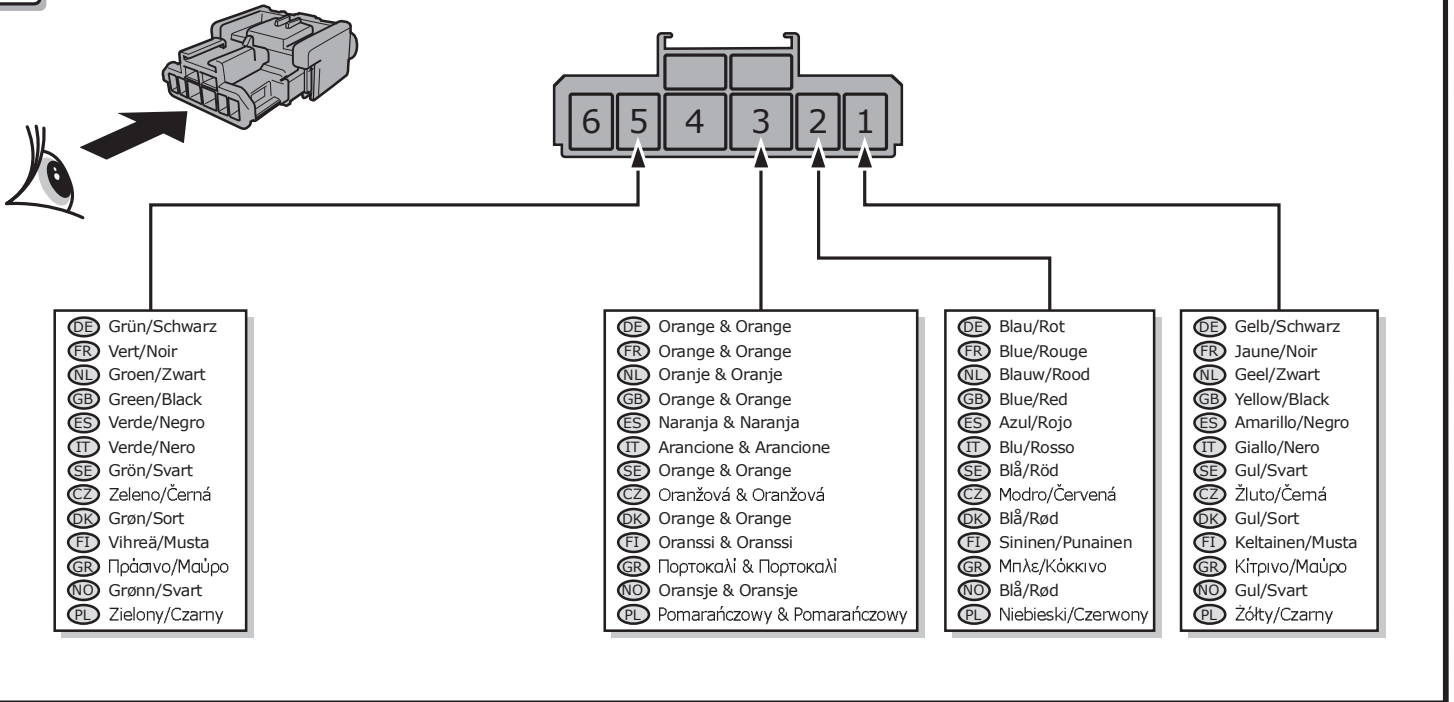 6 5 4 3 2 1
DE Grün/Schwarz
FR Vert/Noir
NL Groen/Zwart
GB Green/Black
ES Verde/Negro
IT Verde/Nero
SE Grön/Svart
CZ Zeleno/Černá
DK Grøn/Sort
FI Vihreä/Musta
GR Πράσινο/Μαύρο
NO Grønn/Svart
PL Zielony/Czarny
DE Orange & Orange
FR Orange & Orange
NL Oranje & Oranje
GB Orange & Orange
ES Naranja & Naranja
IT Arancione & Arancione
SE Orange & Orange
CZ Oranžová & Oranžová
DK Orange & Orange
FI Oranssi & Oranssi
GR Πορτοκαλί & Πορτοκαλί
NO Oransje & Oransje
PL Pomarańczowy & Pomarańczowy
DE Blau/Rot
FR Blue/Rouge
NL Blauw/Rood
GB Blue/Red
ES Azul/Rojo
IT Blu/Rosso
SE Blå/Röd
CZ Modro/Červená
DK Blå/Rød
FI Sininen/Punainen
GR Μπλε/Κόκκινο
NO Blå/Rød
PL Niebieski/Czerwony
DE Gelb/Schwarz
FR Jaune/Noir
NL Geel/Zwart
GB Yellow/Black
ES Amarillo/Negro
IT Giallo/Nero
SE Gul/Svart
CZ Žluto/Černá
DK Gul/Sort
FI Keltainen/Musta
GR Κίτρινο/Μαύρο
NO Gul/Svart
PL Żółty/Czarny